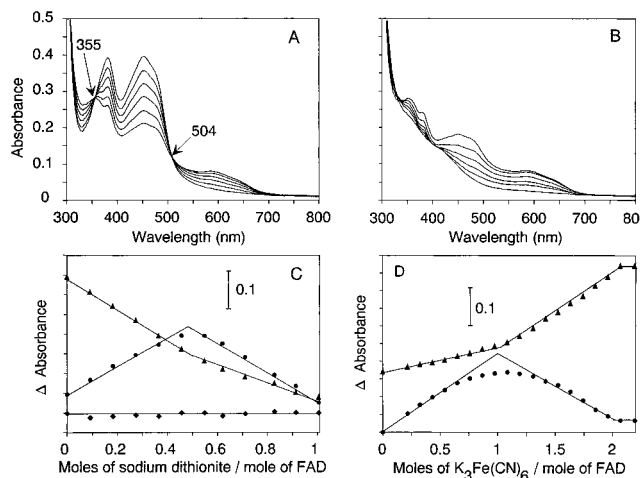 0.5
0.4
0.3
0.2
0.1
0
Absorbance
355
A
504
300 400 500 600 700 800
Wavelength (nm)
B
300 400 500 600 700 80
Wavelength (nm)
C
0.1
Δ Absorbance
0 0.2 0.4 0.6 0.8 1
Moles of sodium dithionite / mole of FAD
D
0.1
Δ Absorbance
0 0.5 1 1.5 2
Moles of K3Fe(CN)6 / mole of FAD